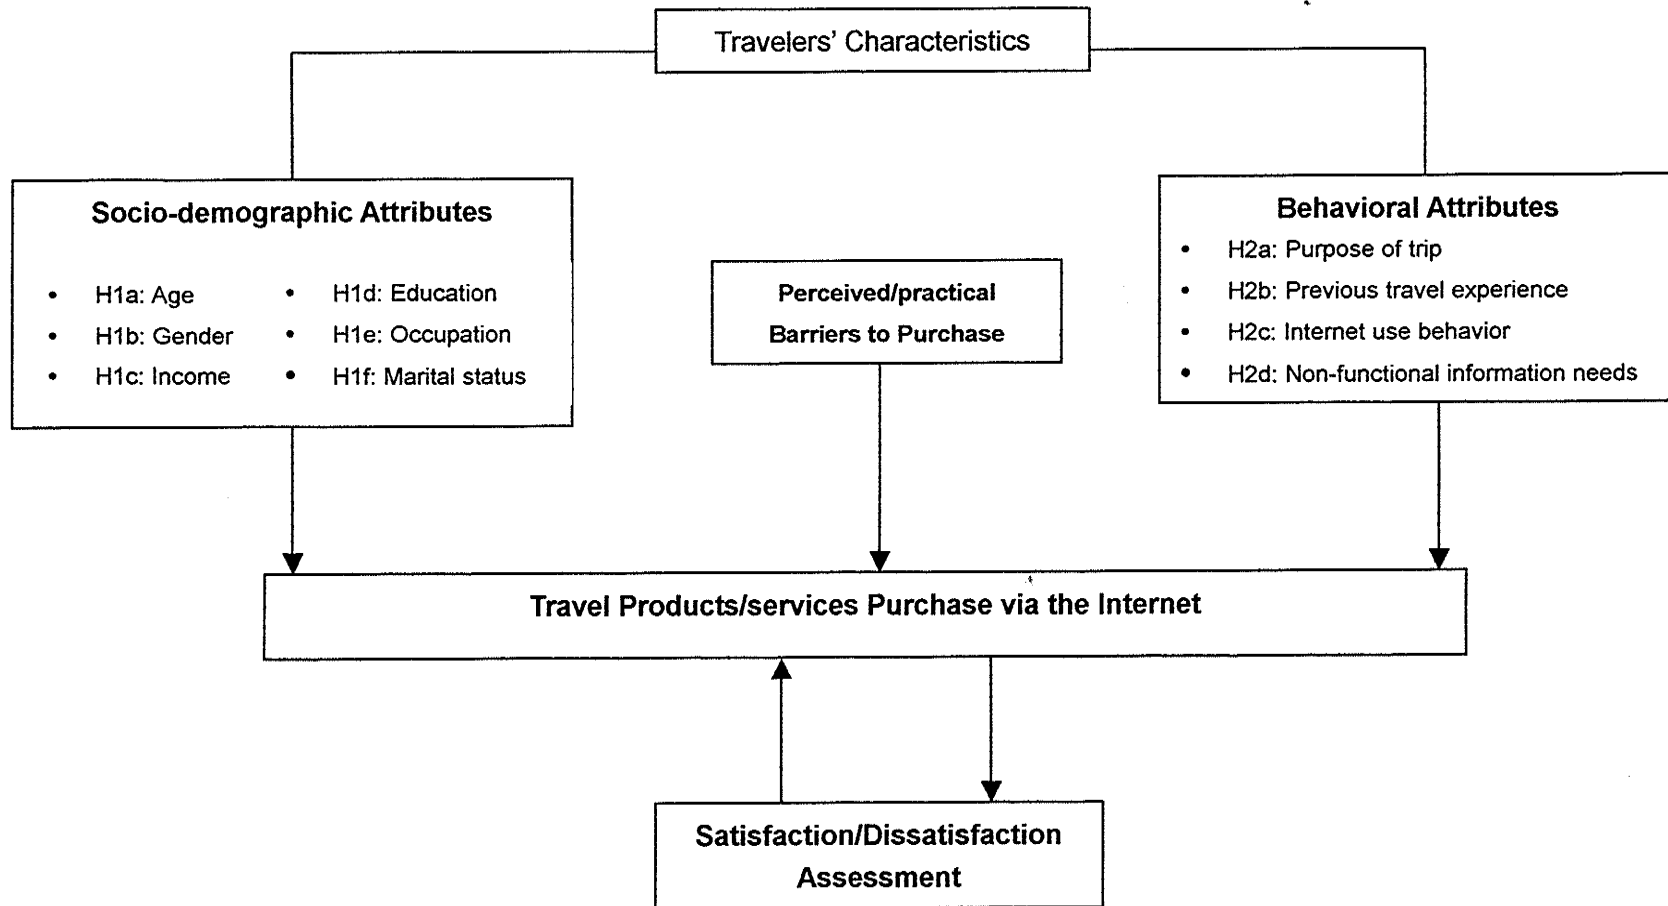 Travelers' Characteristics
Socio-demographic Attributes
• H1a: Age
• H1b: Gender
• H1c: Income
• H1d: Education
• H1e: Occupation
• H1f: Marital status
Perceived/practical
Barriers to Purchase
Behavioral Attributes
• H2a: Purpose of trip
• H2b: Previous travel experience
• H2c: Internet use behavior
• H2d: Non-functional information needs
Travel Products/services Purchase via the Internet
Satisfaction/Dissatisfaction
Assessment